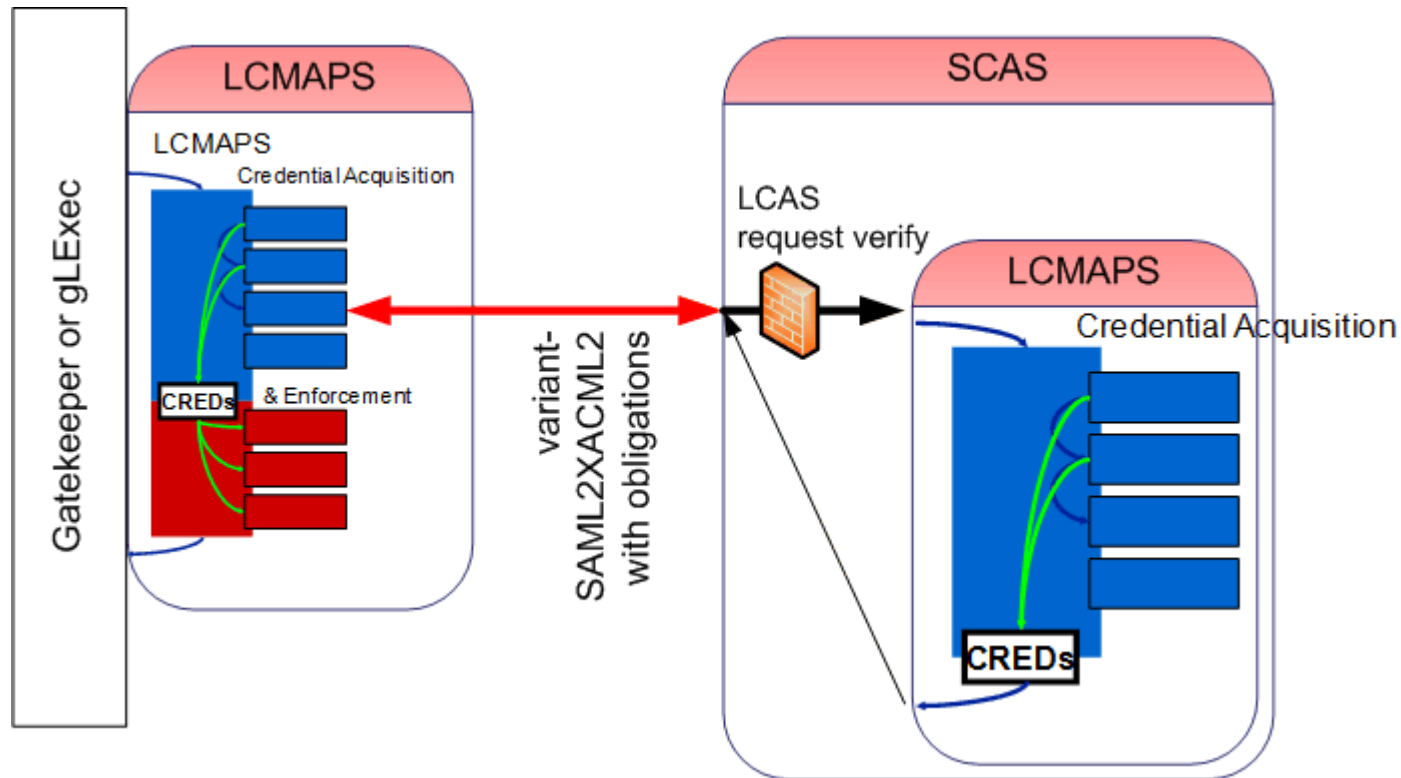 Gatekeeper or gLExec
LCMAPS
LCMAPS
Credential Acquisition
CREDs
& Enforcement
variant-
SAML2XACML2
with obligations
SCAS
LCAS
request verify
LCMAPS
Credential Acquisition
CREDs